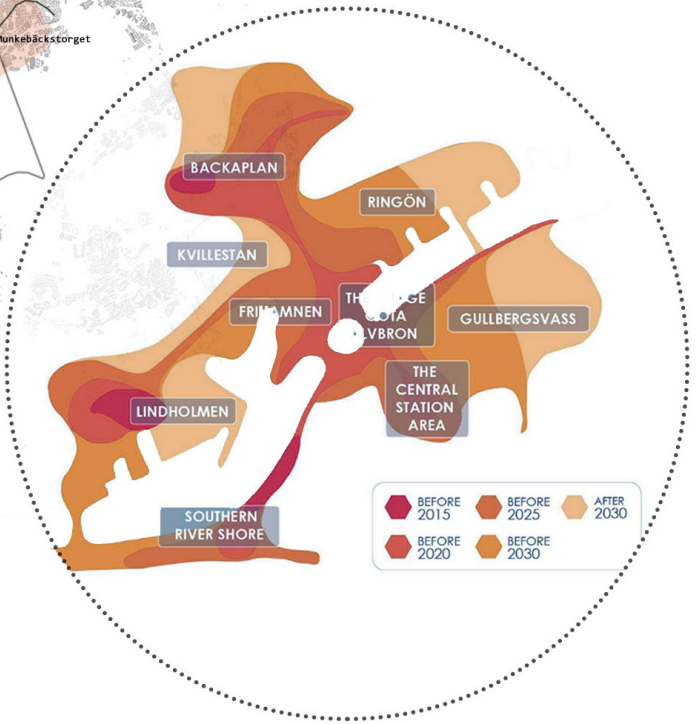 Munkebäckstorget
BACKAPLAN
RINGÖN
KVILLESTAN
FRIHAMNEN
THE BRIDGE
GÖTA
ÄLVBRON
GULLBERGSVASS
THE
CENTRAL
STATION
AREA
LINDHOLMEN
SOUTHERN
RIVER SHORE
BEFORE
2015
BEFORE
2025
AFTER
2030
BEFORE
2020
BEFORE
2030